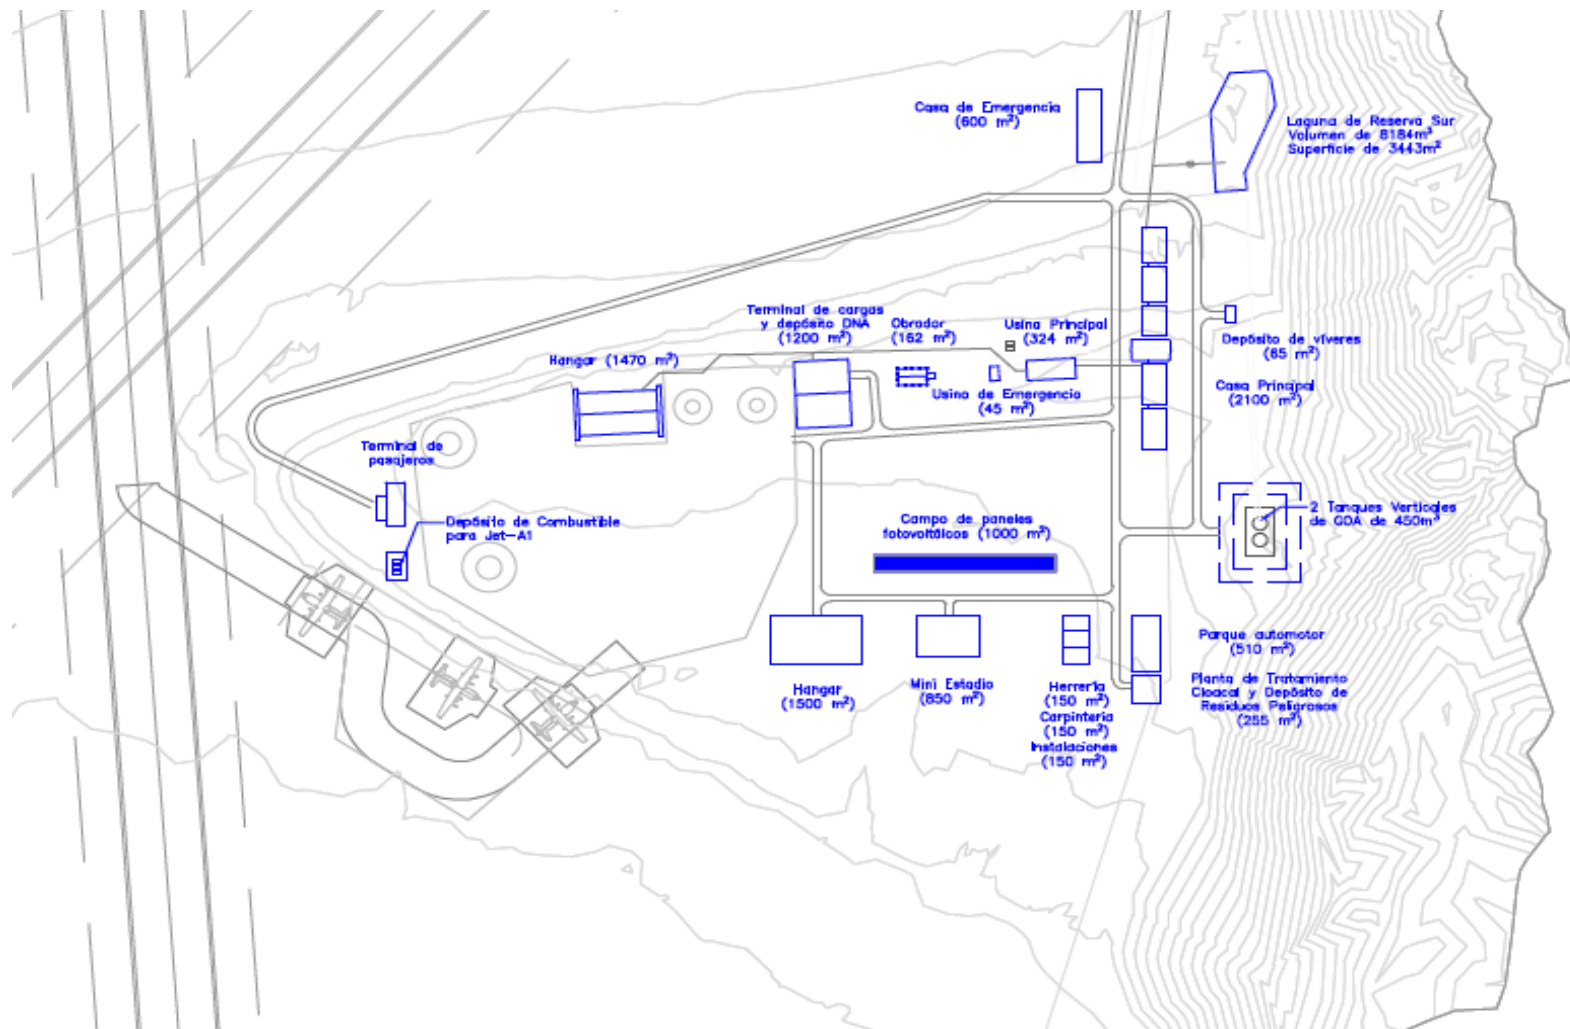 Casa de Emergencia
(600 m²)
Laguna de Reserva Sur
Volumen de 8184m³
Superficie de 3443m²
Terminal de cargas
y depósito DNA
(1200 m²)
Obrador
(162 m²)
Usina Principal
(324 m²)
Depósito de víveres
(65 m²)
Hangar (1470 m²)
Casa Principal
(2100 m²)
Usina de Emergencia
(45 m²)
Terminal de
pasajeros
Depósito de Combustible
para Jet-A1
Campo de paneles
fotovoltáicos (1000 m²)
2 Tanques Verticales
de GOA de 450m³
Parque automotor
(510 m²)
Hangar
(1500 m²)
Mini Estadio
(850 m²)
Herrería
(150 m²)
Carpintería
(150 m²)
Instalaciones
(150 m²)
Planta de Tratamiento
Cloacal y Depósito de
Residuos Peligrosos
(255 m²)